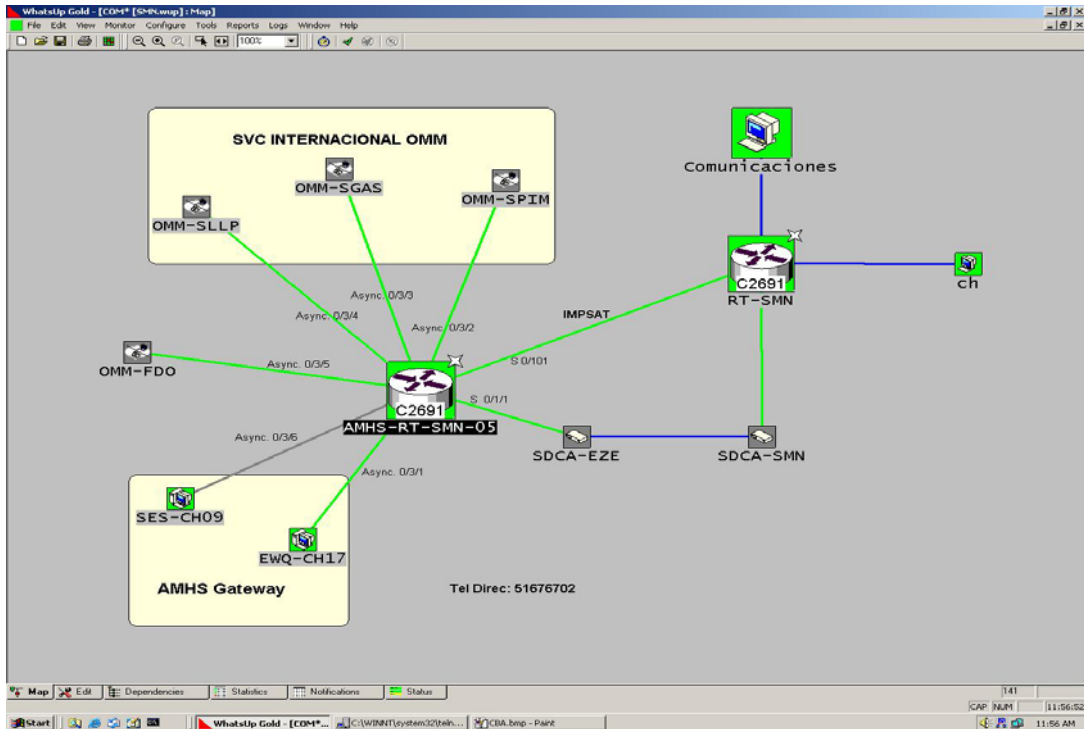 WhatsUp Gold - [COM* [SMN.wup] : Map]
File Edit View Monitor Configure Tools Reports Logs Window Help
100%
SVC INTERNACIONAL OMM
OMM-SGAS
OMM-SPIM
OMM-SLLP
Comunicaciones
C2691
RT-SMN
ch
Async. 0/3/3
Async. 0/3/4
Async. 0/3/2
IMPSAT
OMM-FDO
Async. 0/3/5
S 0/101
C2691
S 0/1/1
AMHS-RT-SMN-05
Async. 0/3/6
SDCA-EZE
SDCA-SMN
Async. 0/3/1
SES-CH09
EWQ-CH17
AMHS Gateway
Tel Direc: 51676702
Map Edit Dependencies Statistics Notifications Status
141
CAP NUM 11:56:52
Start WhatsUp Gold - [COM*... C:\WINNT\system32\teln... CBA.bmp - Paint 11:56 AM